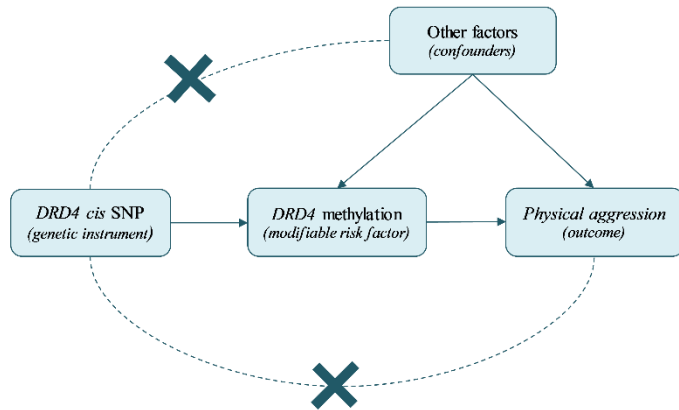 Other factors
(confounders)
DRD4 cis SNP
(genetic instrument)
DRD4 methylation
(modifiable risk factor)
Physical aggression
(outcome)